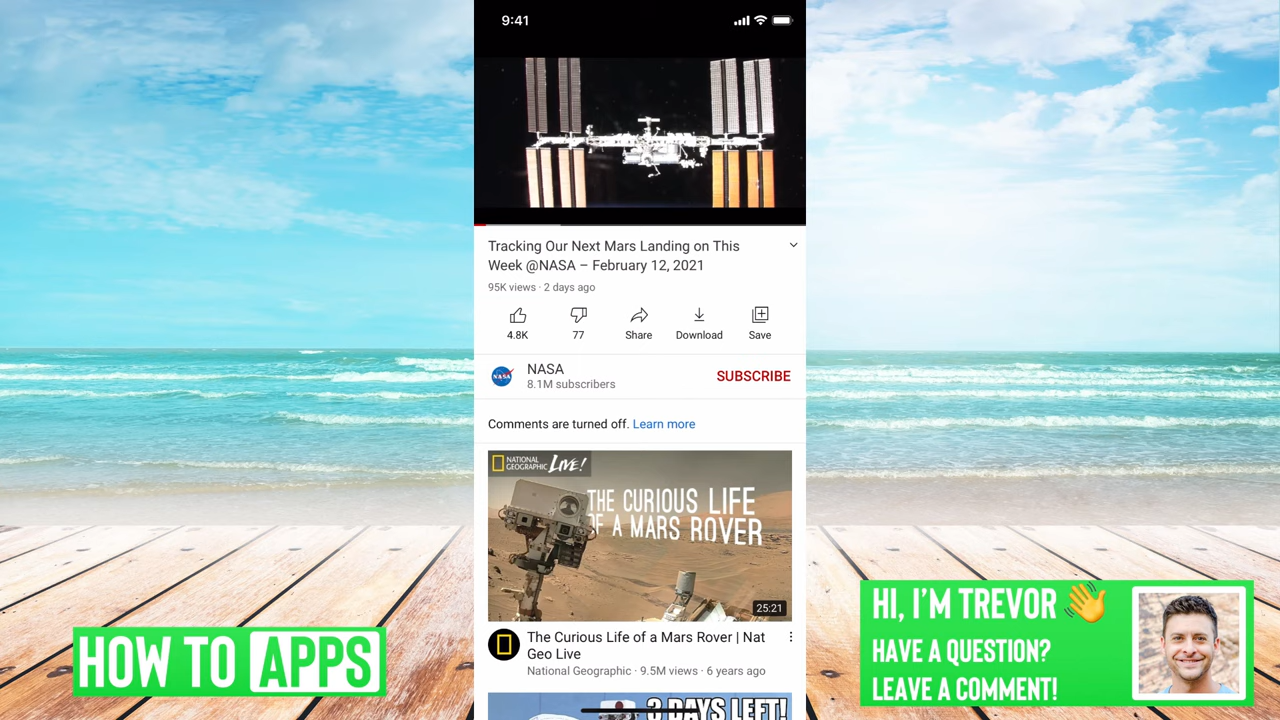 9:41
Tracking Our Next Mars Landing on This
Week @NASA – February 12, 2021
95K views · 2 days ago
4.8K
77
Share
Download
Save
NASA
NASA
8.1M subscribers
SUBSCRIBE
Comments are turned off. Learn more
NATIONAL
GEOGRAPHIC LIVE!
THE CURIOUS LIFE
OF A MARS ROVER
25:21
The Curious Life of a Mars Rover | Nat
Geo Live
National Geographic · 9.5M views · 6 years ago
3 DAYS LEFT!
HOW TO APPS
HI, I'M TREVOR 👋
HAVE A QUESTION?
LEAVE A COMMENT!